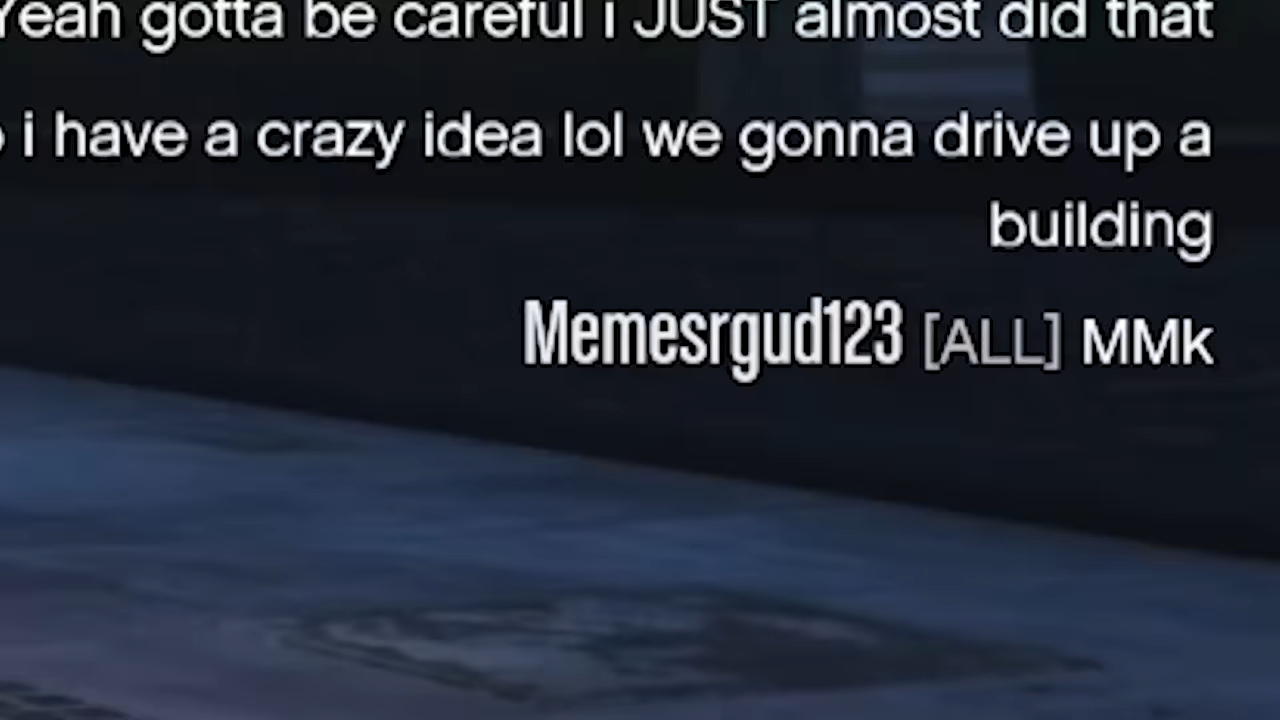 Yeah gotta be careful i JUST almost did that
i have a crazy idea lol we gonna drive up a
building
Memesrgud123 [ALL] MMk